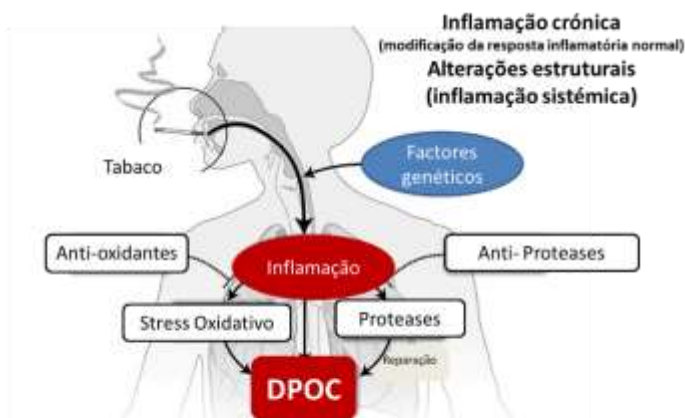 Inflamação crónica
(modificação da resposta inflamatória normal)
Alterações estruturais
(inflamação sistémica)
Tabaco
Factores
genéticos
Anti-oxidantes
Inflamação
Anti- Proteases
Stress Oxidativo
Proteases
Reparação
DPOC